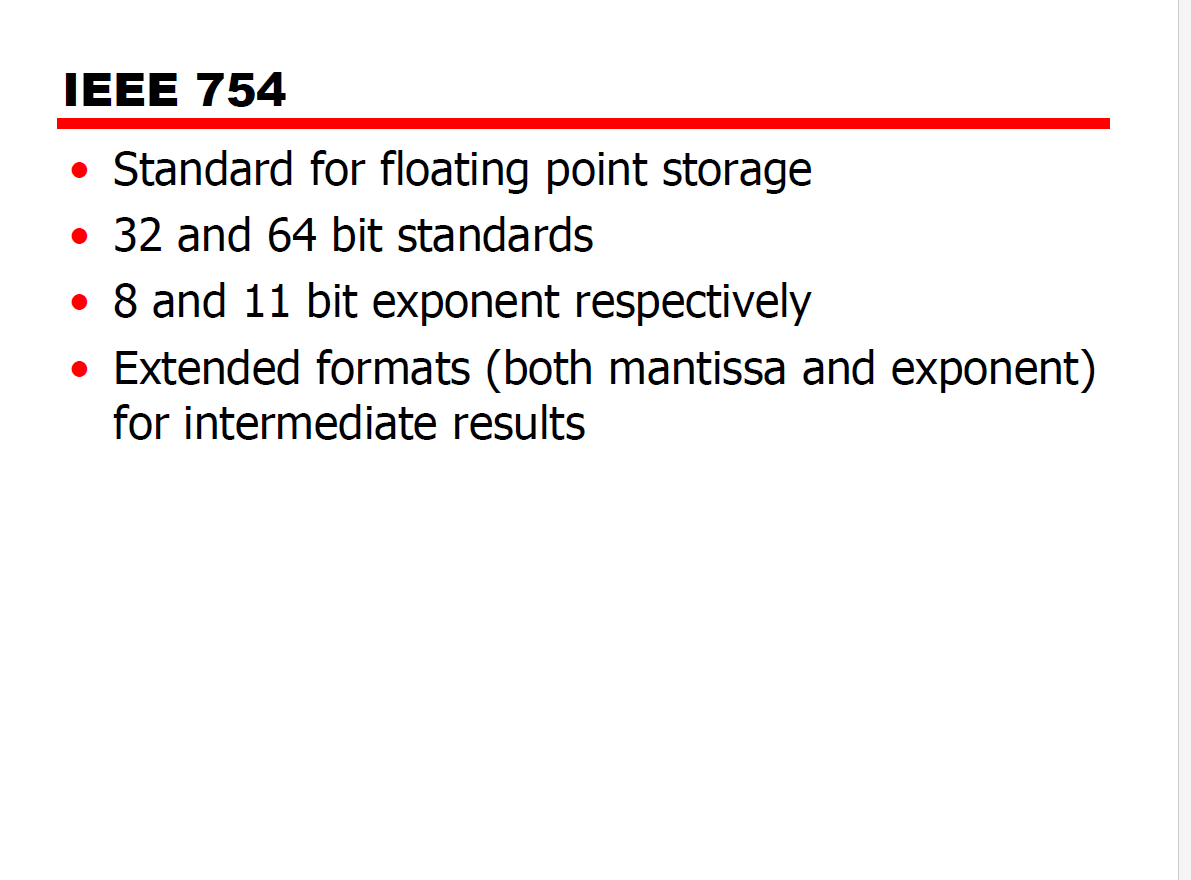 IEEE 754
• Standard for floating point storage
• 32 and 64 bit standards
• 8 and 11 bit exponent respectively
• Extended formats (both mantissa and exponent)
for intermediate results